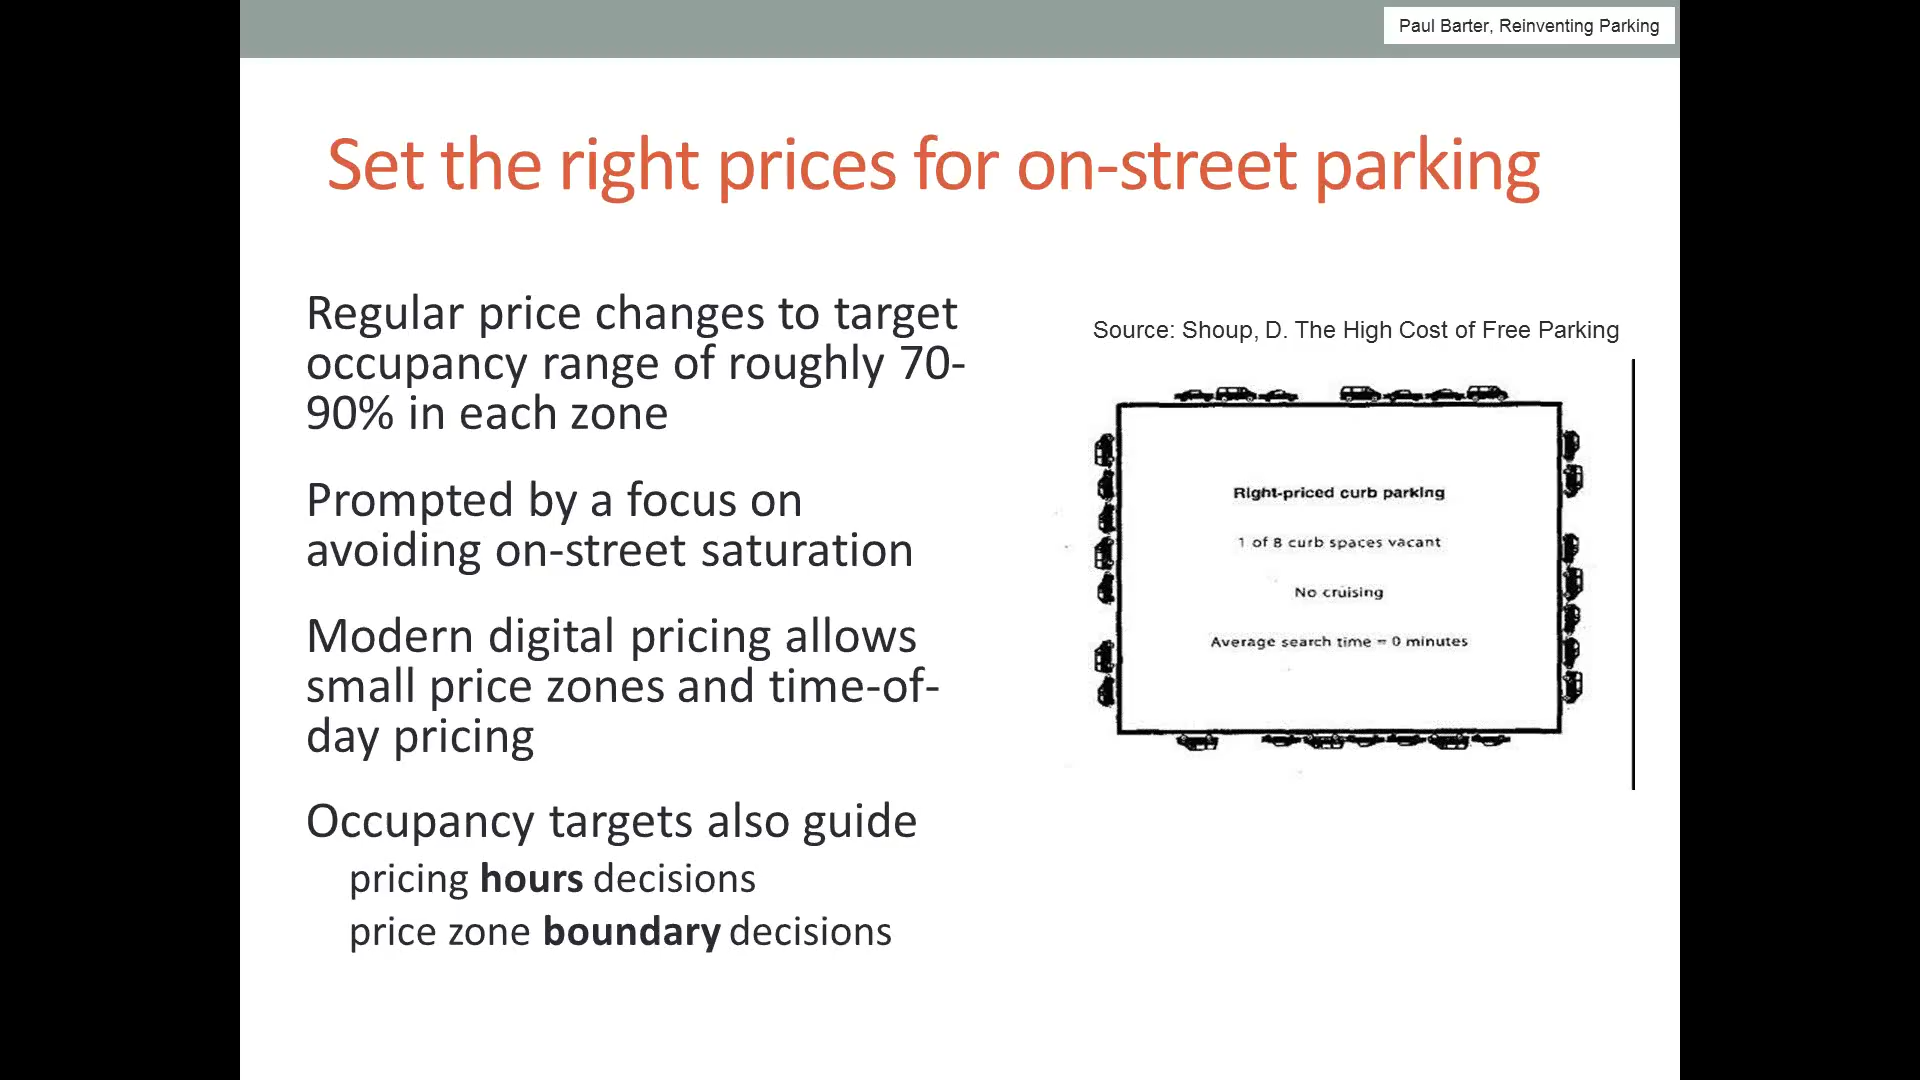 Paul Barter, Reinventing Parking
Set the right prices for on-street parking
Regular price changes to target
occupancy range of roughly 70-
90% in each zone
Prompted by a focus on
avoiding on-street saturation
Modern digital pricing allows
small price zones and time-of-
day pricing
Occupancy targets also guide
pricing hours decisions
price zone boundary decisions
Source: Shoup, D. The High Cost of Free Parking
Right-priced curb parking
1 of 8 curb spaces vacant
No cruising
Average search time = 0 minutes